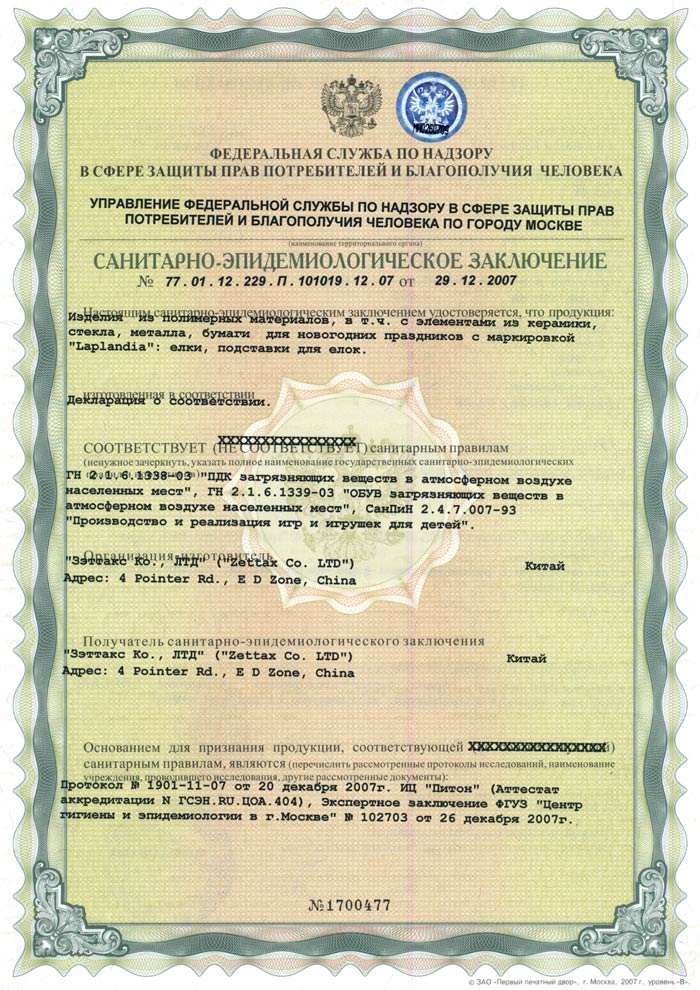 ФЕДЕРАЛЬНАЯ СЛУЖБА ПО НАДЗОРУ
В СФЕРЕ ЗАЩИТЫ ПРАВ ПОТРЕБИТЕЛЕЙ И БЛАГОПОЛУЧИЯ ЧЕЛОВЕКА
УПРАВЛЕНИЕ ФЕДЕРАЛЬНОЙ СЛУЖБЫ ПО НАДЗОРУ В СФЕРЕ ЗАЩИТЫ ПРАВ
ПОТРЕБИТЕЛЕЙ И БЛАГОПОЛУЧИЯ ЧЕЛОВЕКА ПО ГОРОДУ МОСКВЕ
(наименование территориального органа)
САНИТАРНО-ЭПИДЕМИОЛОГИЧЕСКОЕ ЗАКЛЮЧЕНИЕ
№ 77.01.12.229.П.101019.12.07 от 29.12.2007
Настоящим санитарно-эпидемиологическим заключением удостоверяется, что продукция:
Изделия из полимерных материалов, в т.ч. с элементами из керамики,
стекла, металла, бумаги для новогодних праздников с маркировкой
"Laplandia": елки, подставки для елок.
изготовленная в соответствии
Декларация о соответствии.
СООТВЕТСТВУЕТ (НЕ СООТВЕТСТВУЕТ) санитарным правилам
(ненужное зачеркнуть, указать полное наименование государственных санитарно-эпидемиологических
ГН 2.1.6.1338-03 "ПДК загрязняющих веществ в атмосферном воздухе
населенных мест", ГН 2.1.6.1339-03 "ОБУВ загрязняющих веществ в
атмосферном воздухе населенных мест", СанПиН 2.4.7.007-93
"Производство и реализация игр и игрушек для детей".
Организация-изготовитель
"Зэттакс Ко., ЛТД" ("Zettax Co. LTD") Китай
Адрес: 4 Pointer Rd., E D Zone, China
Получатель санитарно-эпидемиологического заключения
"Зэттакс Ко., ЛТД" ("Zettax Co. LTD") Китай
Адрес: 4 Pointer Rd., E D Zone, China
Основанием для признания продукции, соответствующей
санитарным правилам, являются (перечислить рассмотренные протоколы исследований, наименование
учреждения, проводившего исследования, другие рассмотренные документы):
Протокол № 1901-11-07 от 20 декабря 2007г. ИЦ "Питон" (Аттестат
аккредитации N ГСЭН.RU.ЦОА.404), Экспертное заключение ФГУЗ "Центр
гигиены и эпидемиологии в г.Москве" № 102703 от 26 декабря 2007г.
№1700477
© ЗАО «Первый печатный двор», г. Москва, 2007 г., уровень «В».